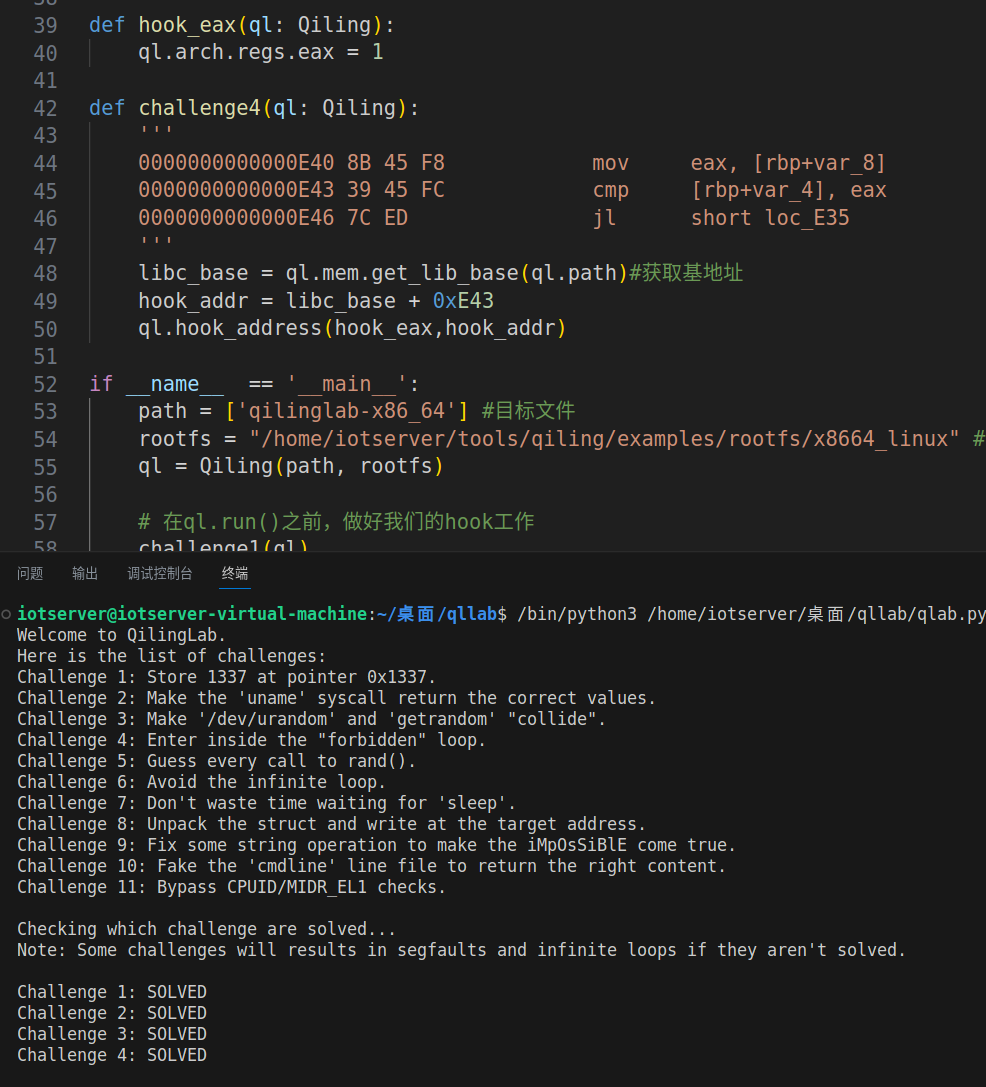 39 def hook_eax(ql: Qiling):
40     ql.arch.regs.eax = 1
41
42 def challenge4(ql: Qiling):
43     '''
44     0000000000000E40 8B 45 F8            mov     eax, [rbp+var_8]
45     0000000000000E43 39 45 FC            cmp     [rbp+var_4], eax
46     0000000000000E46 7C ED               jl      short loc_E35
47     '''
48     libc_base = ql.mem.get_lib_base(ql.path)#获取基地址
49     hook_addr = libc_base + 0xE43
50     ql.hook_address(hook_eax,hook_addr)
51
52 if __name__  == '__main__':
53     path = ['qilinglab-x86_64'] #目标文件
54     rootfs = "/home/iotserver/tools/qiling/examples/rootfs/x8664_linux" #
55     ql = Qiling(path, rootfs)
56
57     # 在ql.run()之前，做好我们的hook工作
58     challenge1(ql)
问题 输出 调试控制台 终端
iotserver@iotserver-virtual-machine:~/桌面/qllab$ /bin/python3 /home/iotserver/桌面/qllab/qlab.py
Welcome to QilingLab.
Here is the list of challenges:
Challenge 1: Store 1337 at pointer 0x1337.
Challenge 2: Make the 'uname' syscall return the correct values.
Challenge 3: Make '/dev/urandom' and 'getrandom' "collide".
Challenge 4: Enter inside the "forbidden" loop.
Challenge 5: Guess every call to rand().
Challenge 6: Avoid the infinite loop.
Challenge 7: Don't waste time waiting for 'sleep'.
Challenge 8: Unpack the struct and write at the target address.
Challenge 9: Fix some string operation to make the iMpOsSiBlE come true.
Challenge 10: Fake the 'cmdline' line file to return the right content.
Challenge 11: Bypass CPUID/MIDR_EL1 checks.

Checking which challenge are solved...
Note: Some challenges will results in segfaults and infinite loops if they aren't solved.

Challenge 1: SOLVED
Challenge 2: SOLVED
Challenge 3: SOLVED
Challenge 4: SOLVED